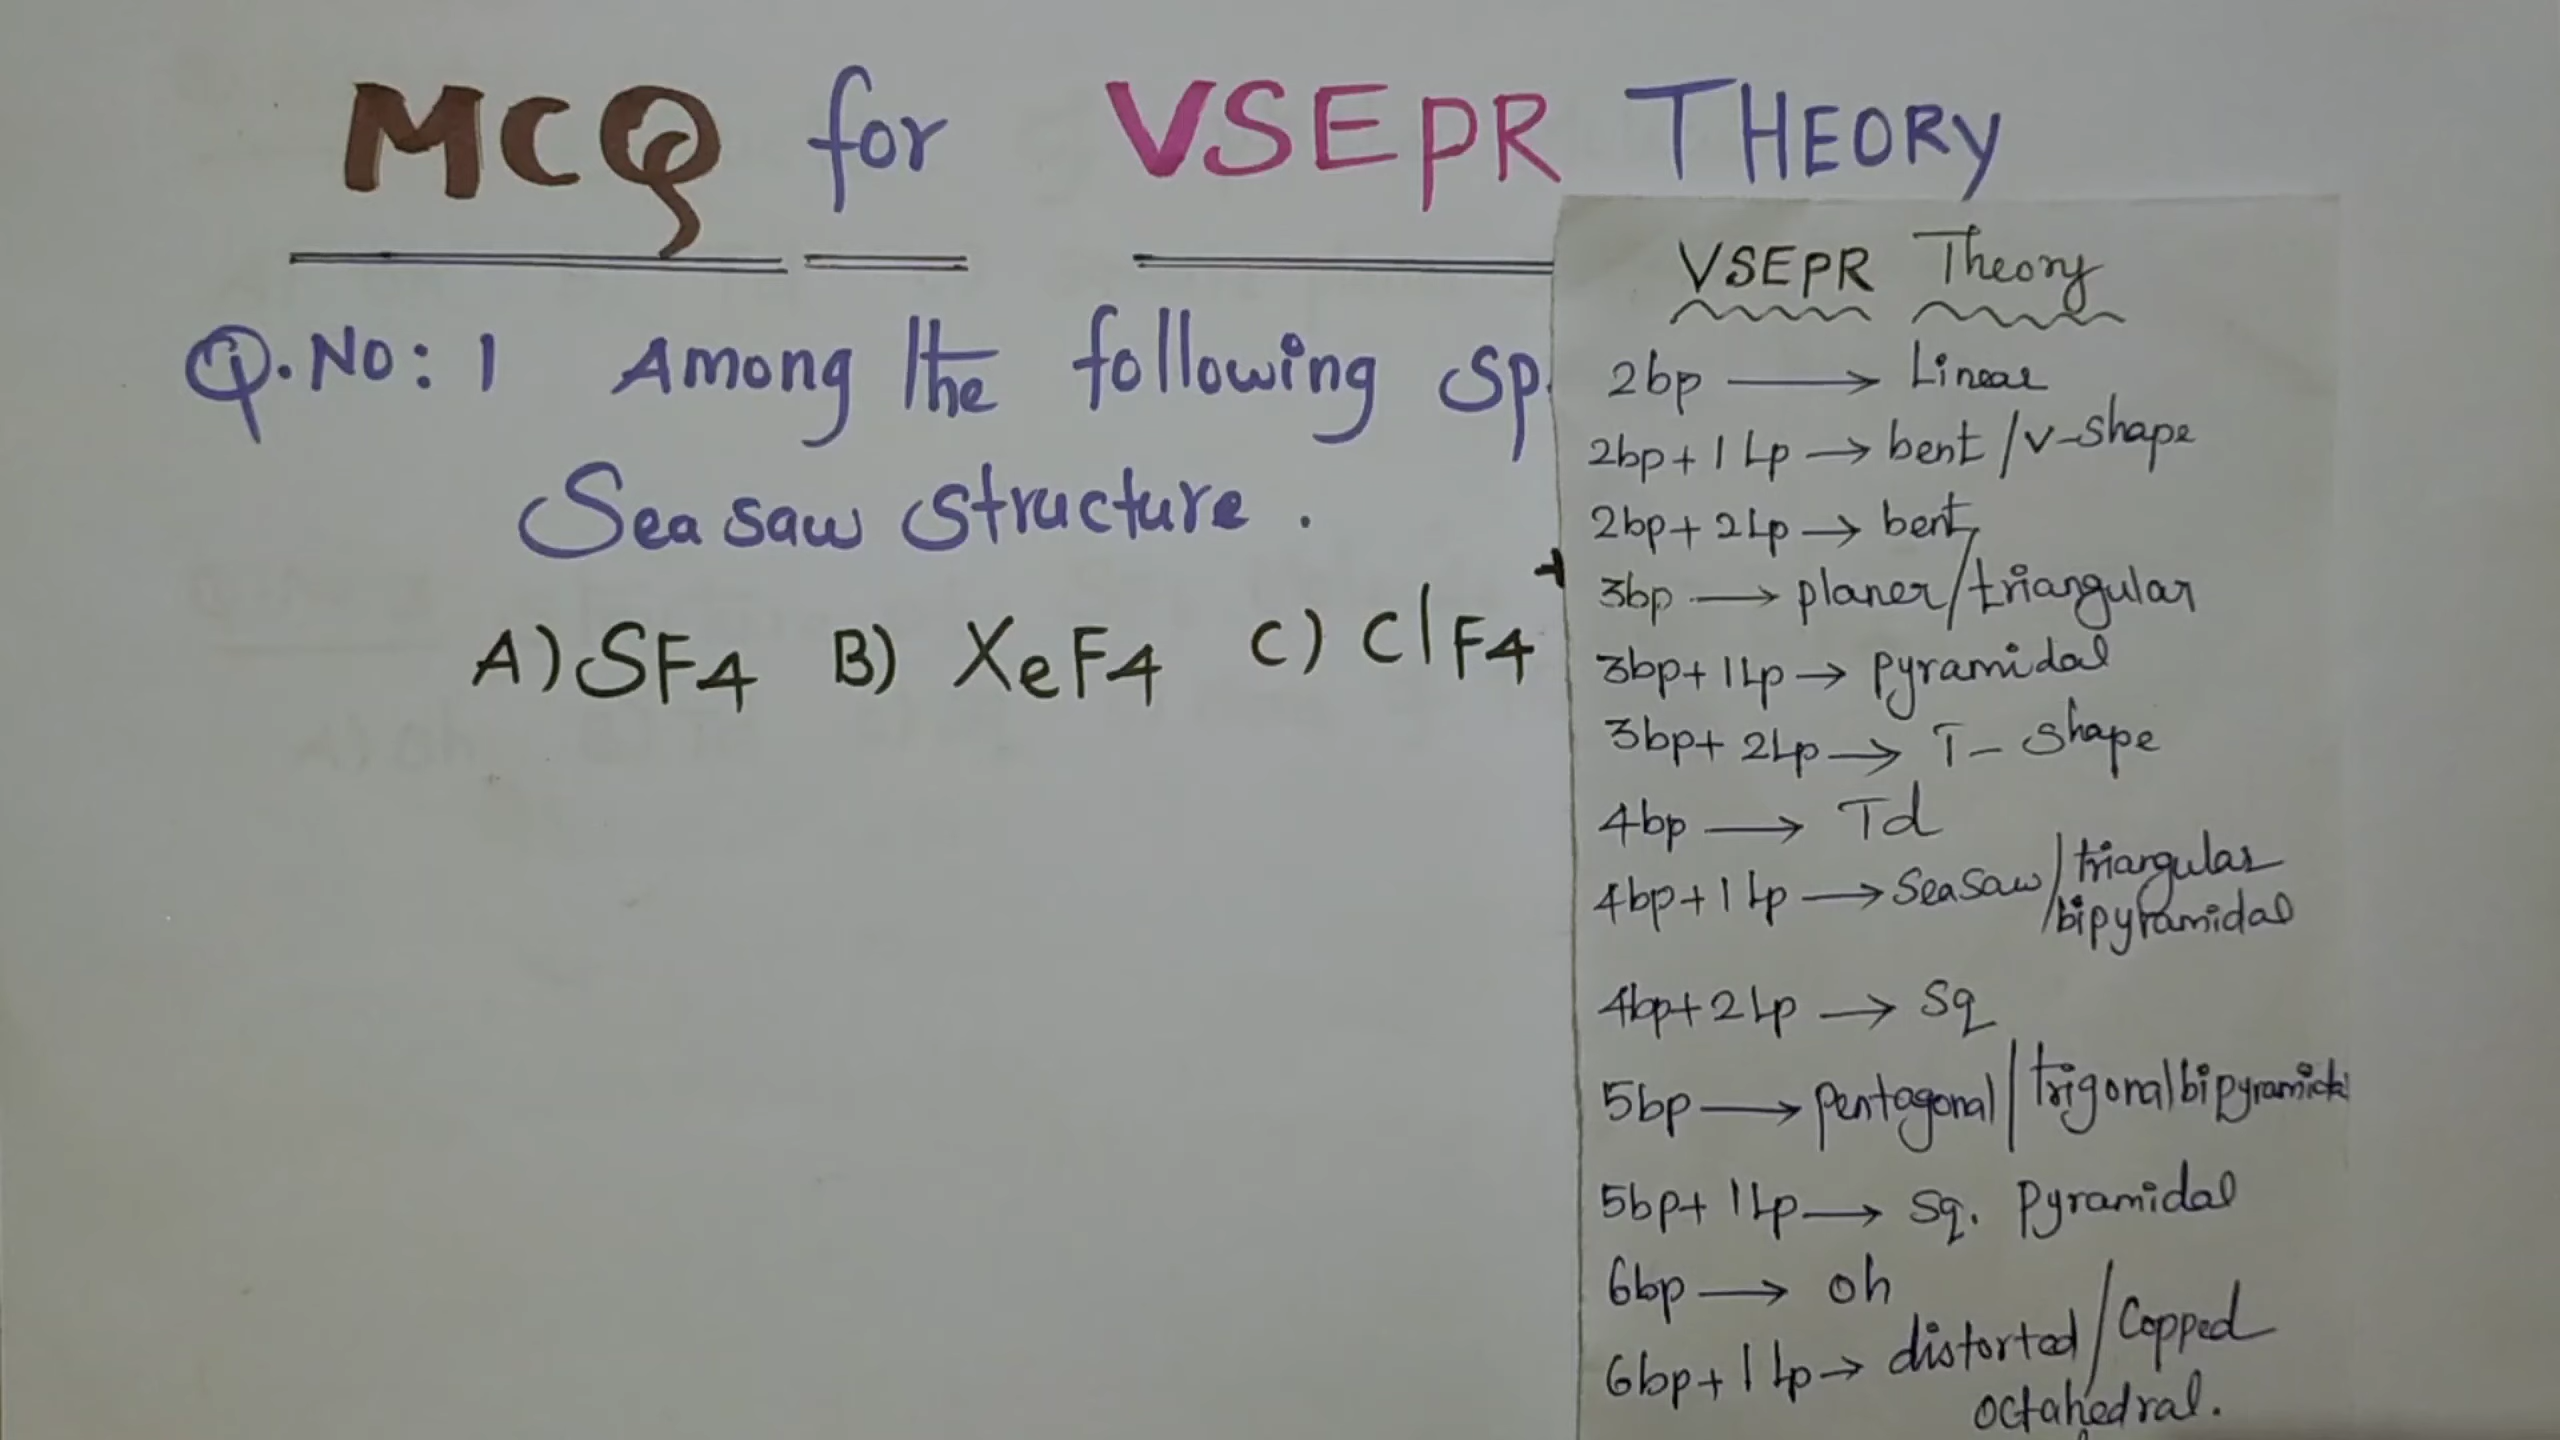 MCQ for VSEPR THEORY
Q. No: 1 Among the following sp
Seasaw structure.
A) SF4 B) XeF4 C) ClF4+
VSEPR Theory
2bp → Linear
2bp + 1Lp → bent / v-shape
2bp + 2Lp → bent
3bp → planer/triangular
3bp + 1Lp → pyramidal
3bp + 2Lp → T- shape
4bp → Td
4bp + 1Lp → seasaw / triangular bipyramidal
4bp + 2Lp → sq
5bp → pentagonal / trigonal bipyramid
5bp + 1Lp → sq. pyramidal
6bp → oh
6bp + 1Lp → distorted / Copped octahedral.